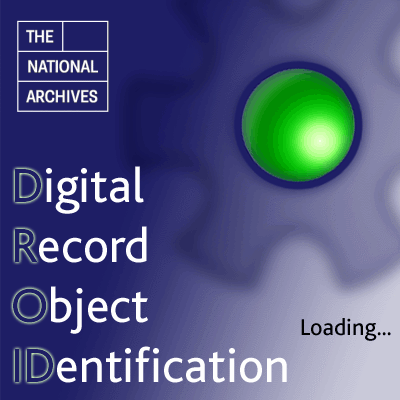 THE
NATIONAL
ARCHIVES
Digital
Record
Object
IDentification
Loading...